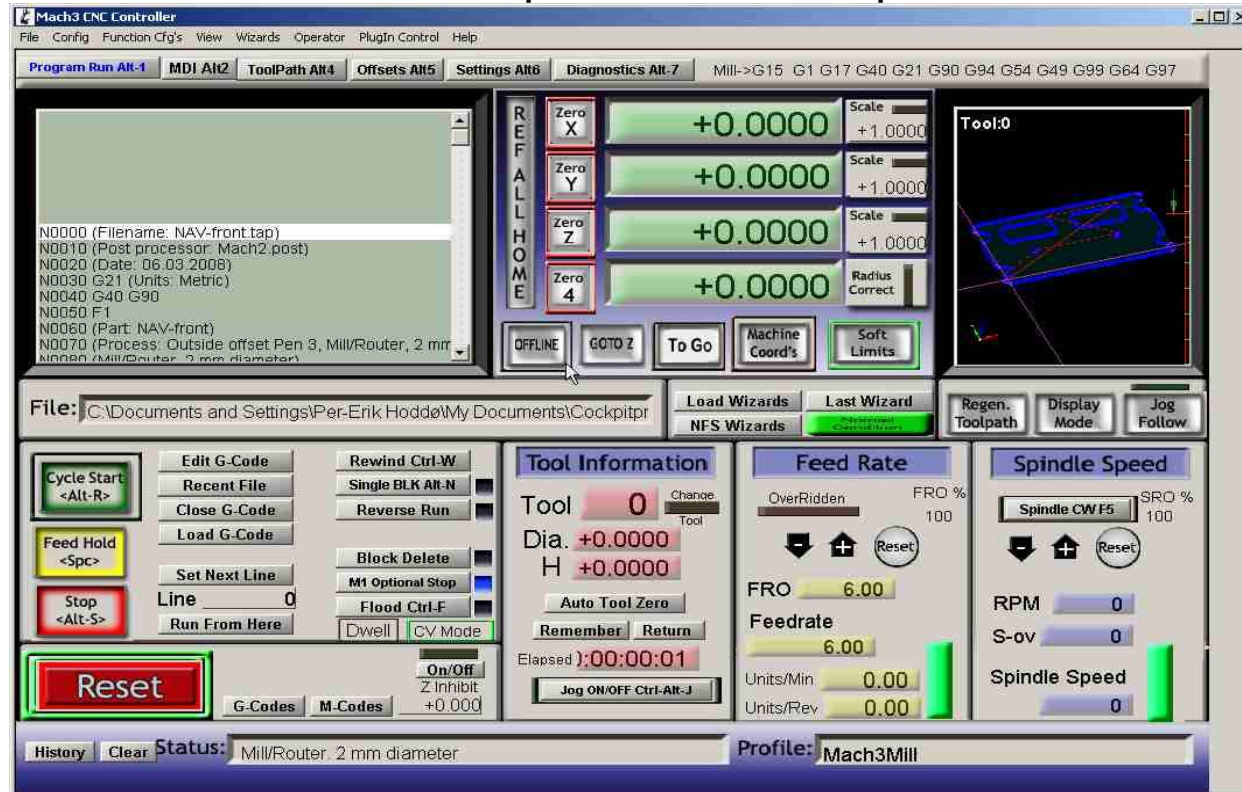 Mach3 CNC Controller
File Config Function Cfg's View Wizards Operator PlugIn Control Help
Program Run Alt-1 MDI Alt2 ToolPath Alt4 Offsets Alt5 Settings Alt6 Diagnostics Alt-7 Mill->G15 G1 G17 G40 G21 G90 G94 G54 G49 G99 G64 G97
N0000 (Filename: NAV-front.tap)
N0010 (Post processor: Mach2.post)
N0020 (Date: 06.03.2008)
N0030 G21 (Units: Metric)
N0040 G40 G90
N0050 F1
N0060 (Part: NAV-front)
N0070 (Process: Outside offset Pen 3, Mill/Router, 2 mm
N0080 (Mill/Router, 2 mm diameter)
REF ALL HOME
Zero X +0.0000 Scale +1.0000
Zero Y +0.0000 Scale +1.0000
Zero Z +0.0000 Scale +1.0000
Zero 4 +0.0000 Radius Correct
OFFLINE GOTO Z To Go Machine Coord's Soft Limits
Tool:0
File: C:\Documents and Settings\Per-Erik Hoddø\My Documents\Cockpitpr
Load Wizards Last Wizard
NFS Wizards Normal Condition
Regen. Toolpath Display Mode Jog Follow
Cycle Start <Alt-R>
Feed Hold <Spc>
Stop <Alt-S>
Edit G-Code
Recent File
Close G-Code
Load G-Code
Set Next Line
Line 0
Run From Here
Rewind Ctrl-W
Single BLK Alt-N
Reverse Run
Block Delete
M1 Optional Stop
Flood Ctrl-F
Dwell CV Mode
Reset
G-Codes M-Codes
On/Off
Z Inhibit
+0.000
Tool Information
Tool 0 Change Tool
Dia. +0.0000
H +0.0000
Auto Tool Zero
Remember Return
Elapsed ):00:00:01
Jog ON/OFF Ctrl-Alt-J
Feed Rate
OverRidden FRO %
100
Reset
FRO 6.00
Feedrate
6.00
Units/Min 0.00
Units/Rev 0.00
Spindle Speed
Spindle CW F5 SRO %
100
Reset
RPM 0
S-ov 0
Spindle Speed
0
History Clear Status: Mill/Router. 2 mm diameter Profile: Mach3Mill